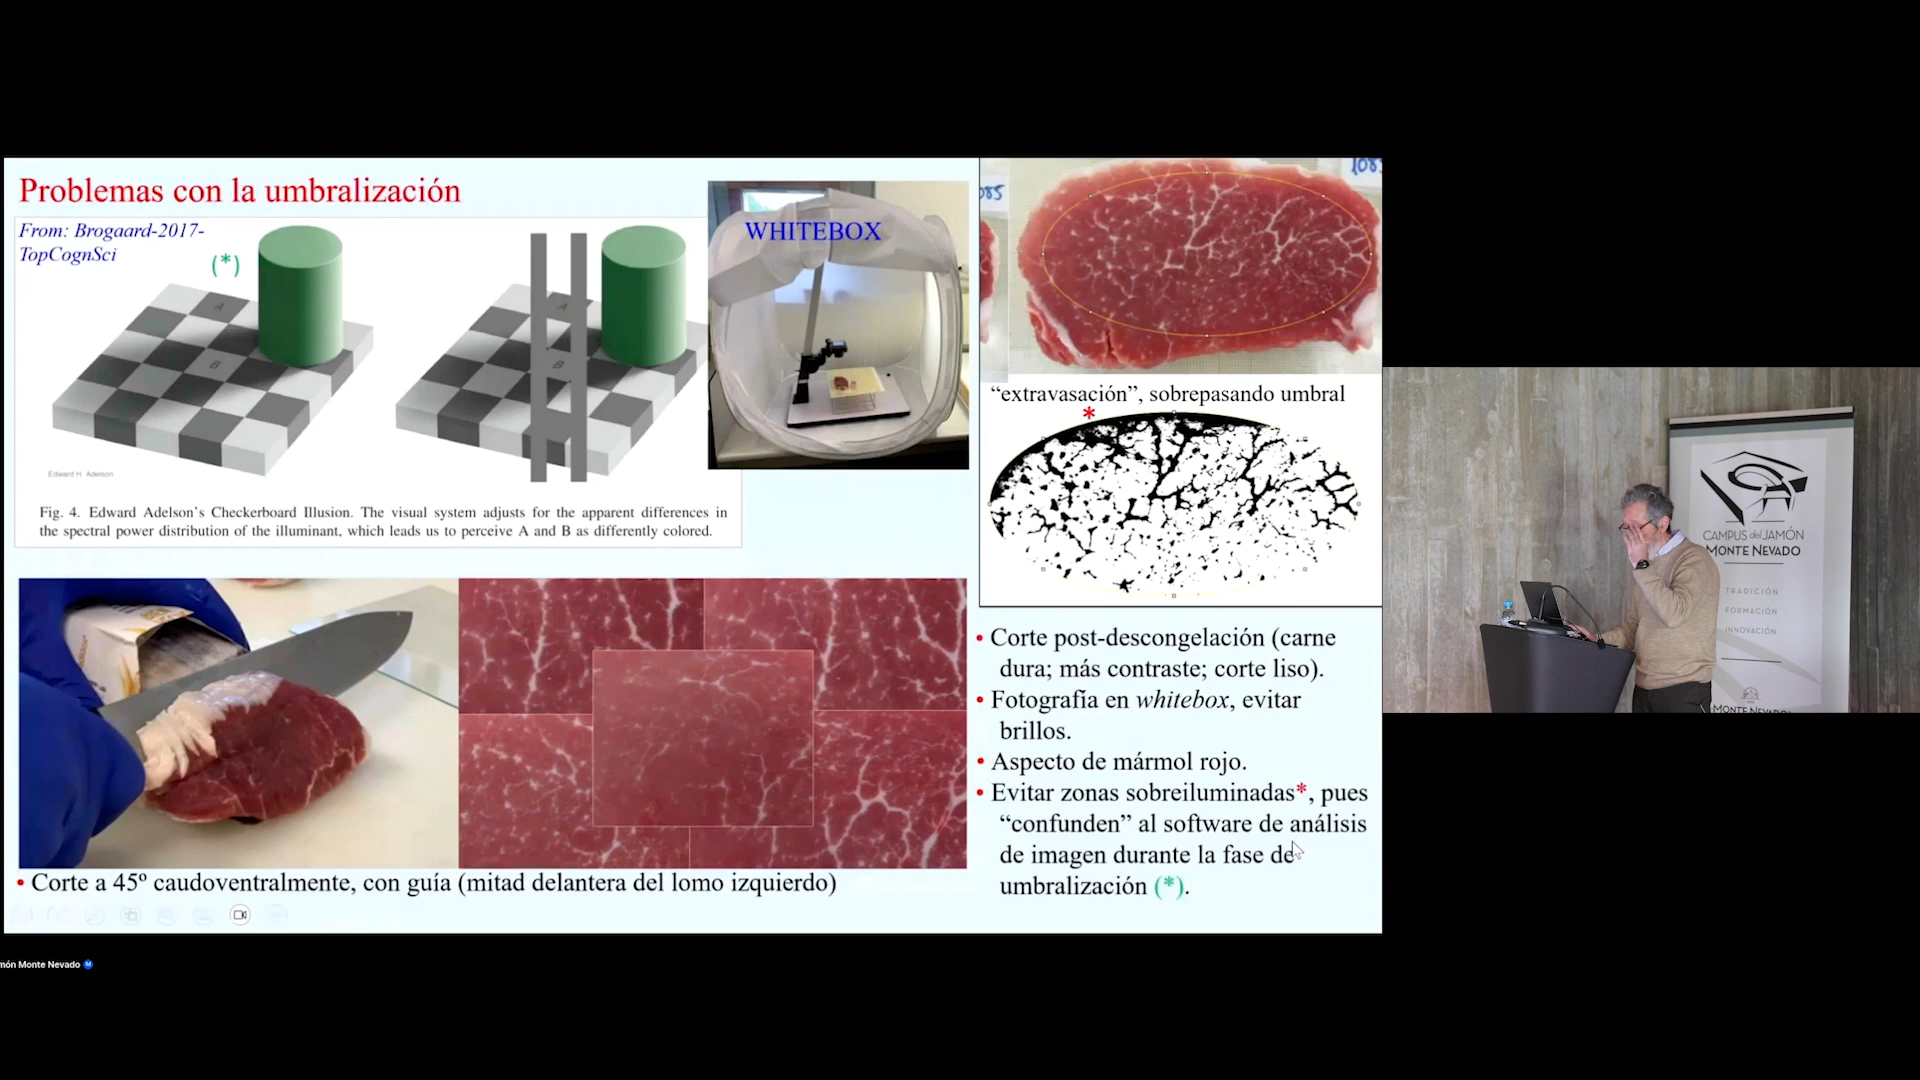 Problemas con la umbralización
From: Brogaard-2017-
TopCognSci
(*)
A
B
A
B
Edward H. Adelson
Fig. 4. Edward Adelson's Checkerboard Illusion. The visual system adjusts for the apparent differences in
the spectral power distribution of the illuminant, which leads us to perceive A and B as differently colored.
WHITEBOX
“extravasación”, sobrepasando umbral
*
• Corte post-descongelación (carne
dura; más contraste; corte liso).
• Fotografía en whitebox, evitar
brillos.
• Aspecto de mármol rojo.
• Evitar zonas sobreiluminadas*, pues
“confunden” al software de análisis
de imagen durante la fase de
umbralización (*).
• Corte a 45º caudoventralmente, con guía (mitad delantera del lomo izquierdo)
món Monte Nevado M
CAMPUS del JAMÓN
MONTE NEVADO
TRADICIÓN
FORMACIÓN
INNOVACIÓN
MONTE NEVADO